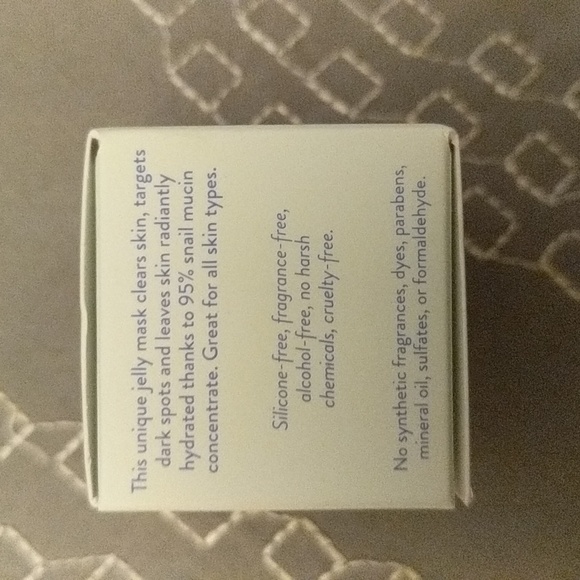 This unique jelly mask clears skin, targets
dark spots and leaves skin radiantly
hydrated thanks to 95% snail mucin
concentrate. Great for all skin types.
Silicone-free, fragrance-free,
alcohol-free, no harsh
chemicals, cruelty-free.
No synthetic fragrances, dyes, parabens,
mineral oil, sulfates, or formaldehyde.